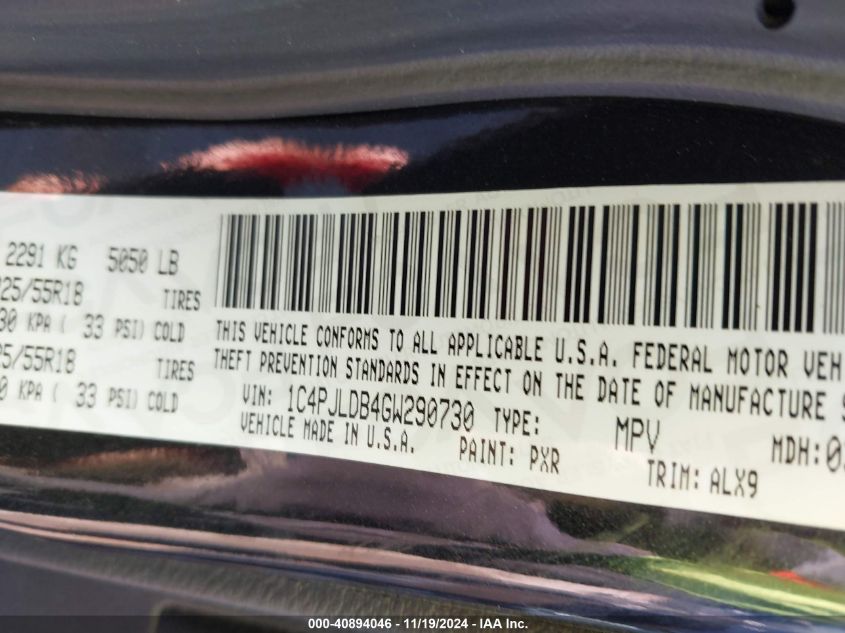 2291 KG 5050 LB
225/55R18 TIRES
30 KPA ( 33 PSI) COLD
25/55R18 TIRES
0 KPA ( 33 PSI) COLD
THIS VEHICLE CONFORMS TO ALL APPLICABLE U.S.A. FEDERAL MOTOR VEH
THEFT PREVENTION STANDARDS IN EFFECT ON THE DATE OF MANUFACTURE S
VIN: 1C4PJLDB4GW290730 TYPE: MPV MDH:0
VEHICLE MADE IN U.S.A. PAINT: PXR TRIM: ALX9
000-40894046 - 11/19/2024 - IAA Inc.